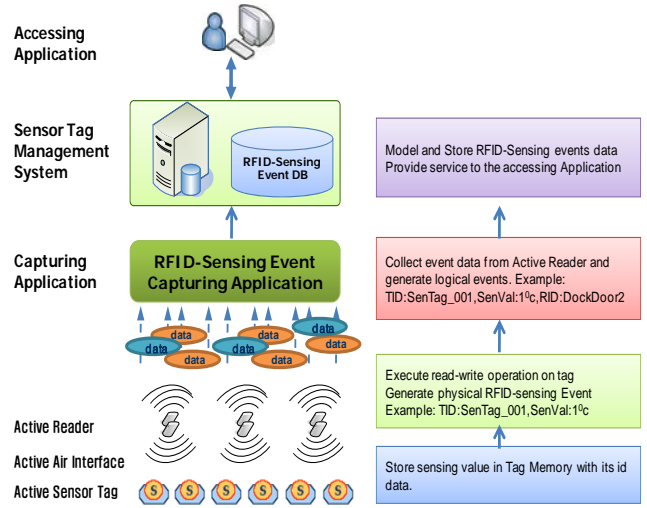 Accessing
Application
Sensor Tag
Management
System
RFID-Sensing
Event DB
Model and Store RFID-Sensing events data
Provide service to the accessing Application
Capturing
Application
RFID-Sensing Event
Capturing Application
Collect event data from Active Reader and
generate logical events. Example:
TID:SenTag_001,SenVal:1⁰c,RID:DockDoor2
data
data
data
data
data
data
data
data
Execute read-write operation on tag
Generate physical RFID-sensing Event
Example: TID:SenTag_001,SenVal:1⁰c
Active Reader
Active Air Interface
Active Sensor Tag
S
S
S
S
S
S
Store sensing value in Tag Memory with its id
data.